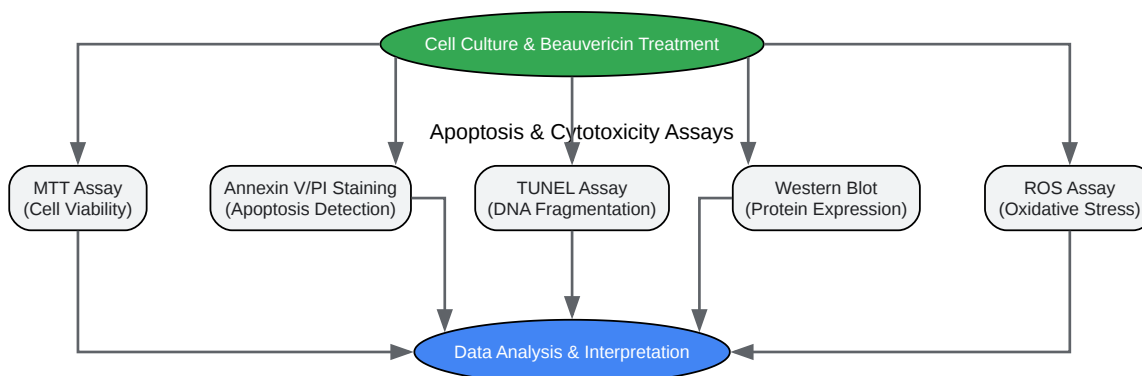 Cell Culture & Beauvericin Treatment
Apoptosis & Cytotoxicity Assays
MTT Assay
(Cell Viability)
Annexin V/PI Staining
(Apoptosis Detection)
TUNEL Assay
(DNA Fragmentation)
Western Blot
(Protein Expression)
ROS Assay
(Oxidative Stress)
Data Analysis & Interpretation